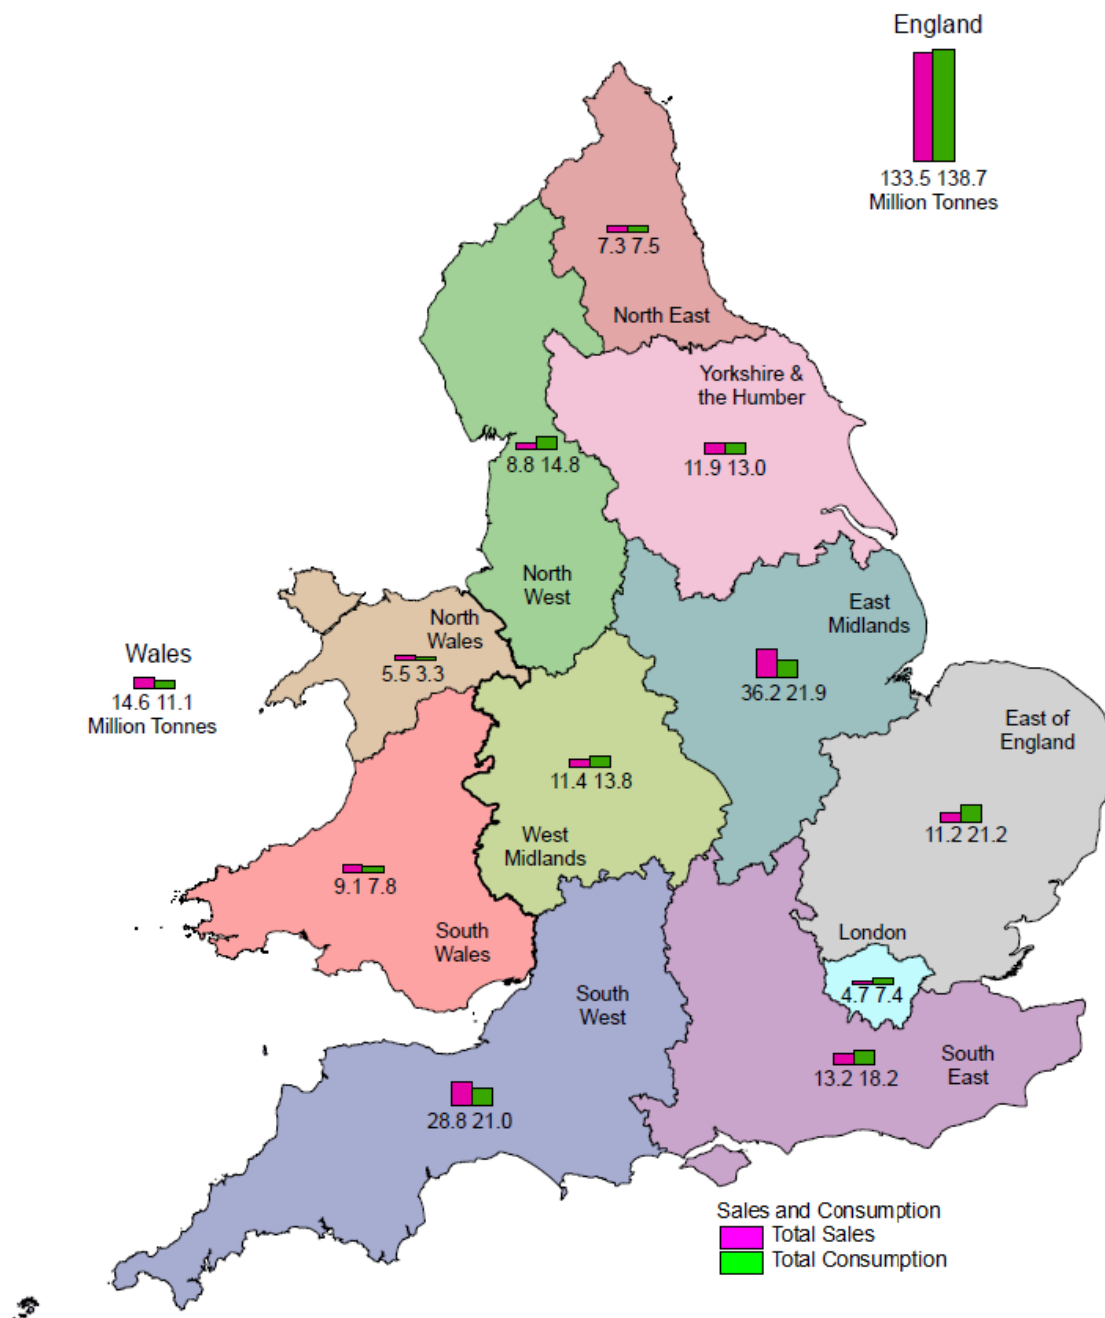 England
133.5 138.7
Million Tonnes
7.3 7.5
North East
Yorkshire &
the Humber
8.8 14.8
11.9 13.0
North
West
East
Midlands
North
Wales
5.5 3.3
Wales
14.6 11.1
Million Tonnes
36.2 21.9
East of
England
11.4 13.8
West
Midlands
11.2 21.2
9.1 7.8
South
Wales
London
4.7 7.4
South
West
13.2 18.2
South
East
28.8 21.0
Sales and Consumption
Total Sales
Total Consumption